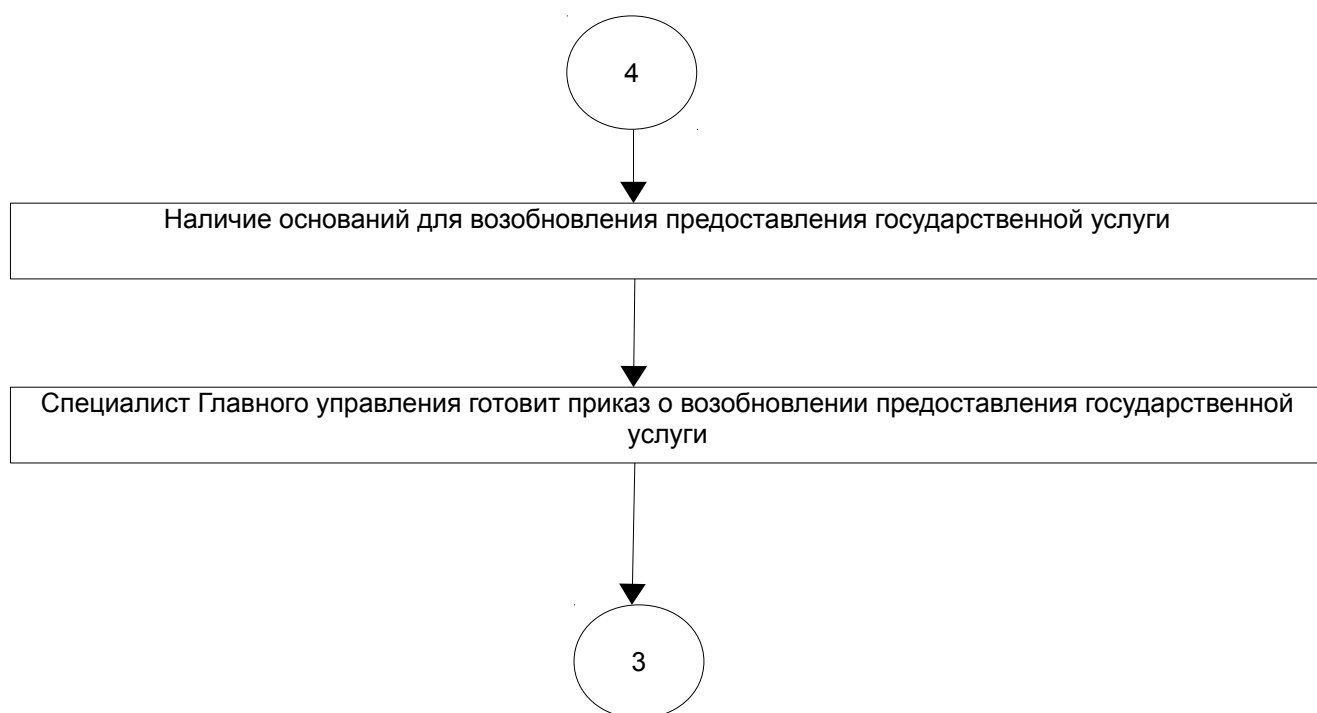 4
Наличие оснований для возобновления предоставления государственной услуги
Специалист Главного управления готовит приказ о возобновлении предоставления государственной
услуги
3